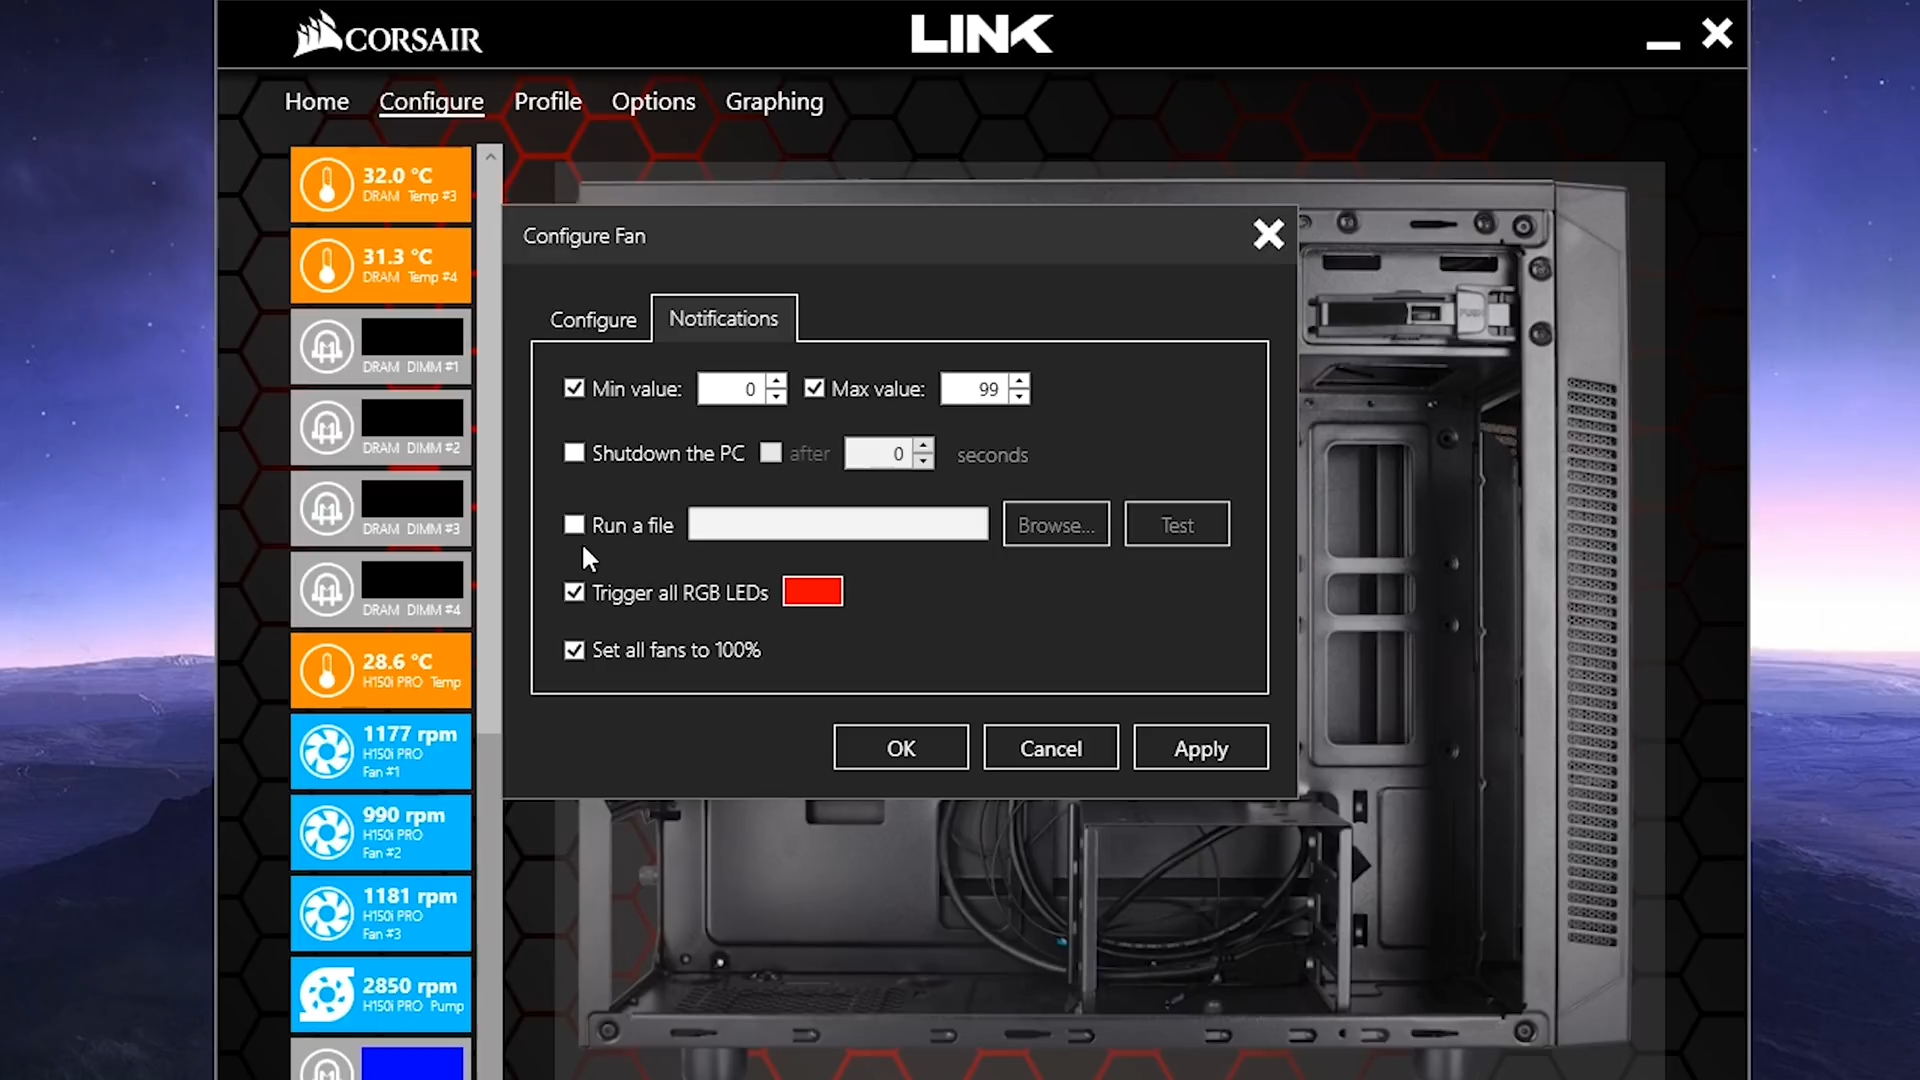 CORSAIR
LINK
Home Configure Profile Options Graphing
32.0 °C
DRAM Temp #3
31.3 °C
DRAM Temp #4
DRAM DIMM #1
DRAM DIMM #2
DRAM DIMM #3
DRAM DIMM #4
28.6 °C
H150i PRO Temp
1177 rpm
H150i PRO
Fan #1
990 rpm
H150i PRO
Fan #2
1181 rpm
H150i PRO
Fan #3
2850 rpm
H150i PRO Pump
Configure Fan
Configure Notifications
Min value: 0 Max value: 99
Shutdown the PC after 0 seconds
Run a file Browse... Test
Trigger all RGB LEDs
Set all fans to 100%
OK Cancel Apply
PUSH